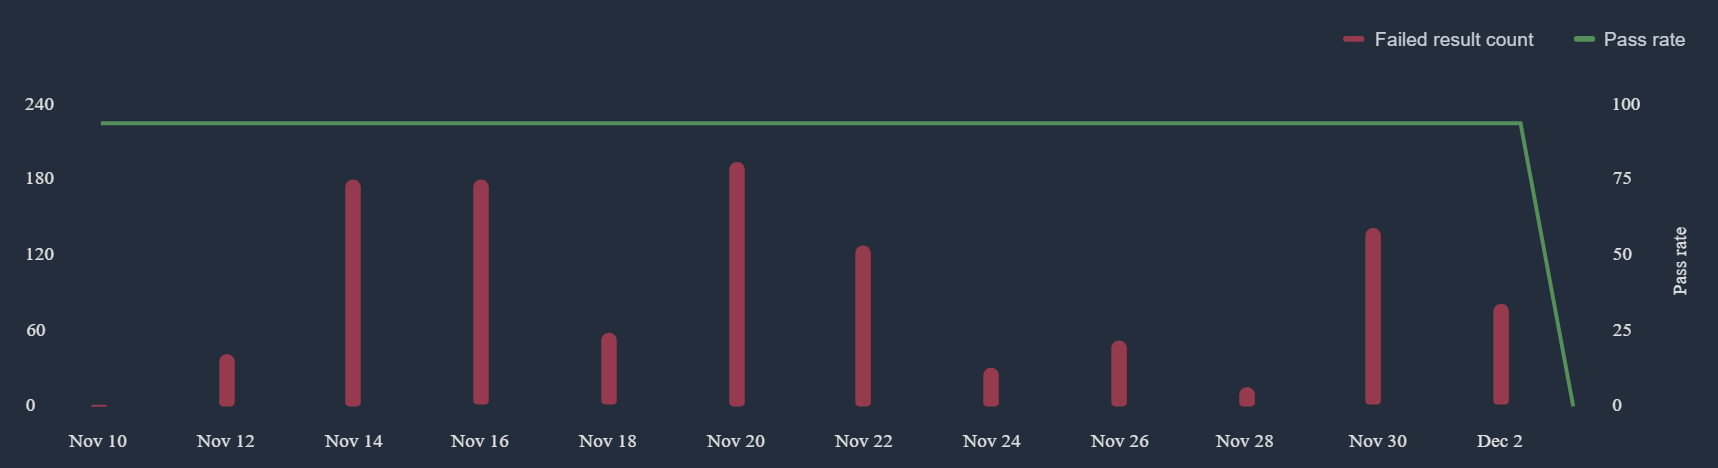 Failed result count Pass rate
240 100
180 75
120 50
60 25
0 0
Pass rate
Nov 10 Nov 12 Nov 14 Nov 16 Nov 18 Nov 20 Nov 22 Nov 24 Nov 26 Nov 28 Nov 30 Dec 2